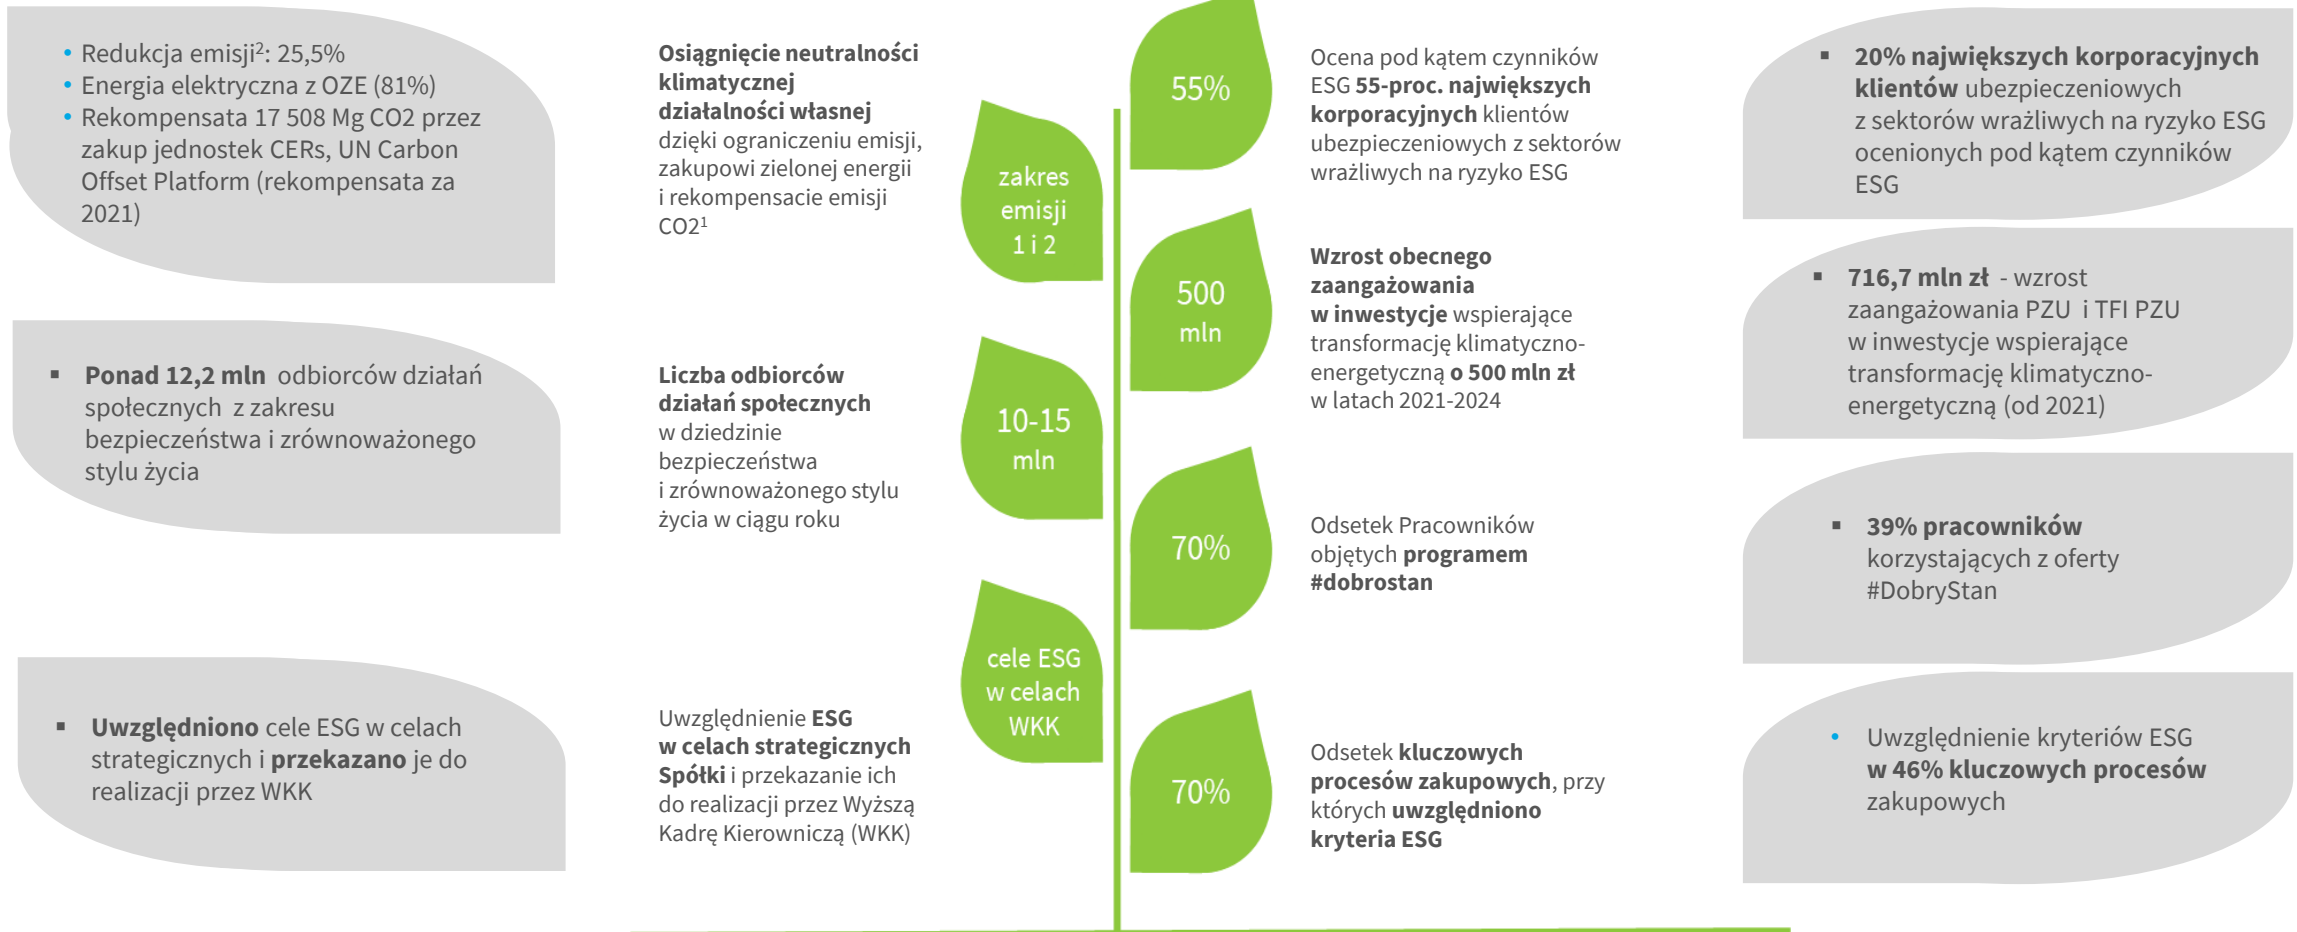 • Redukcja emisji²: 25,5%
• Energia elektryczna z OZE (81%)
• Rekompensata 17 508 Mg CO2 przez
zakup jednostek CERs, UN Carbon
Offset Platform (rekompensata za
2021)
▪ Ponad 12,2 mln odbiorców działań
społecznych z zakresu
bezpieczeństwa i zrównoważonego
stylu życia
▪ Uwzględniono cele ESG w celach
strategicznych i przekazano je do
realizacji przez WKK
Osiągnięcie neutralności
klimatycznej
działalności własnej
dzięki ograniczeniu emisji,
zakupowi zielonej energii
i rekompensacie emisji
CO2¹
zakres
emisji
1 i 2
Liczba odbiorców
działań społecznych
w dziedzinie
bezpieczeństwa
i zrównoważonego stylu
życia w ciągu roku
10-15
mln
Uwzględnienie ESG
w celach strategicznych
Spółki i przekazanie ich
do realizacji przez Wyższą
Kadrę Kierowniczą (WKK)
cele ESG
w celach
WKK
55%
Ocena pod kątem czynników
ESG 55-proc. największych
korporacyjnych klientów
ubezpieczeniowych z sektorów
wrażliwych na ryzyko ESG
500
mln
Wzrost obecnego
zaangażowania
w inwestycje wspierające
transformację klimatyczno-
energetyczną o 500 mln zł
w latach 2021-2024
70%
Odsetek Pracowników
objętych programem
#dobrostan
70%
Odsetek kluczowych
procesów zakupowych, przy
których uwzględniono
kryteria ESG
▪ 20% największych korporacyjnych
klientów ubezpieczeniowych
z sektorów wrażliwych na ryzyko ESG
ocenionych pod kątem czynników
ESG
▪ 716,7 mln zł - wzrost
zaangażowania PZU i TFI PZU
w inwestycje wspierające
transformację klimatyczno-
energetyczną (od 2021)
▪ 39% pracowników
korzystających z oferty
#DobryStan
• Uwzględnienie kryteriów ESG
w 46% kluczowych procesów
zakupowych